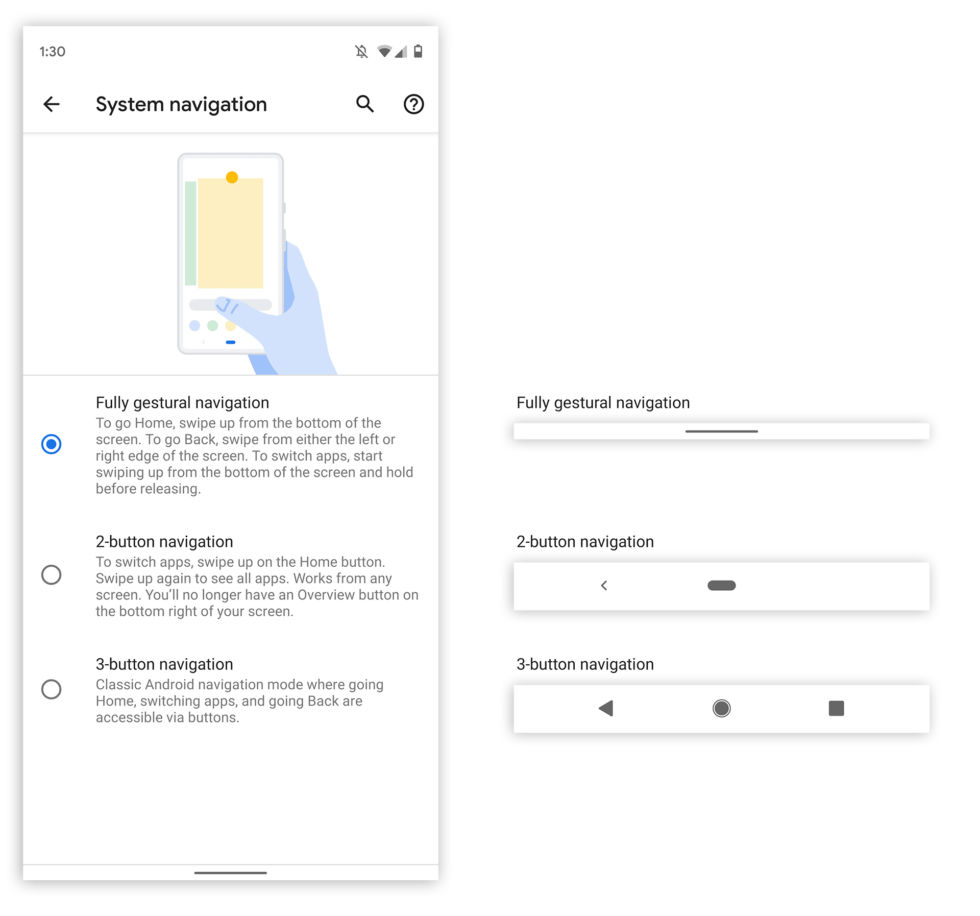 1:30
System navigation
Fully gestural navigation
To go Home, swipe up from the bottom of the
screen. To go Back, swipe from either the left or
right edge of the screen. To switch apps, start
swiping up from the bottom of the screen and hold
before releasing.
2-button navigation
To switch apps, swipe up on the Home button.
Swipe up again to see all apps. Works from any
screen. You'll no longer have an Overview button on
the bottom right of your screen.
3-button navigation
Classic Android navigation mode where going
Home, switching apps, and going Back are
accessible via buttons.
Fully gestural navigation
2-button navigation
3-button navigation